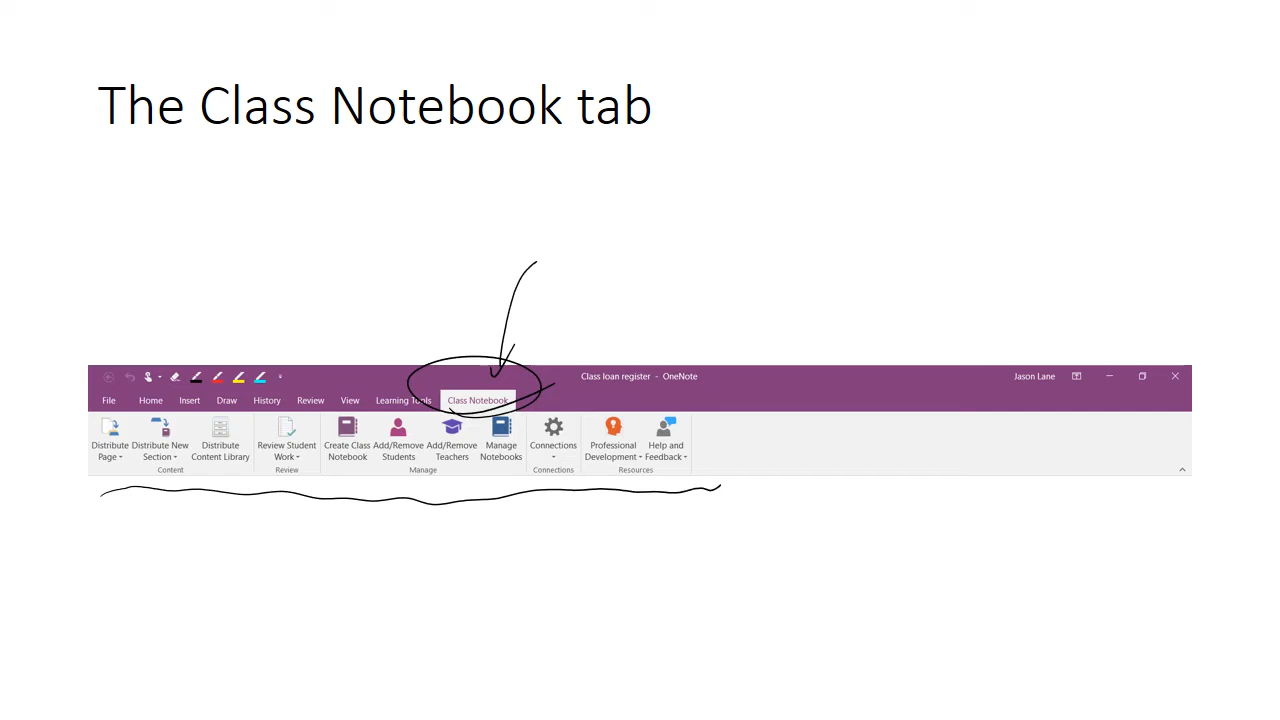 The Class Notebook tab
Class loan register - OneNote
Jason Lane
File Home Insert Draw History Review View Learning Tools Class Notebook
Distribute Page Distribute New Section Distribute Content Library Review Student Work Create Class Notebook Add/Remove Students Add/Remove Teachers Manage Notebooks Connections Professional Development Help and Feedback
Content Review Manage Connections Resources